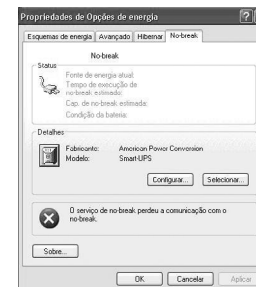 Propriedades de Opções de energia
?
Esquemas de energia Avançado Hibernar No-break
No-break
Status
Fonte de energia atual:
Tempo de execução de
no-break estimado:
Cap. de no-break estimada:
Condição da bateria:
Detalhes
Fabricante: American Power Conversion
Modelo: Smart-UPS
Configurar... Selecionar...
O serviço de no-break perdeu a comunicação com o
no-break.
Sobre...
OK Cancelar Aplicar